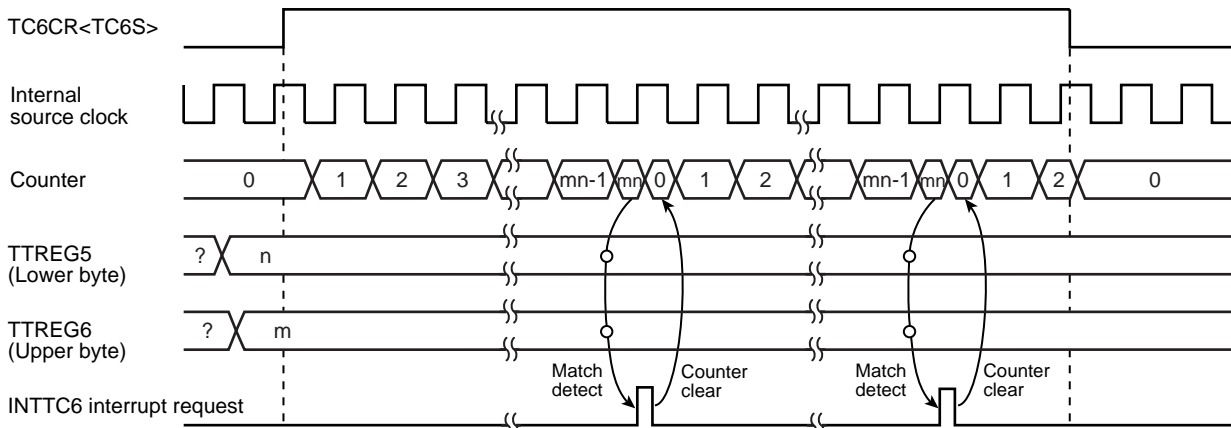 TC6CR<TC6S>
Internal
source clock
Counter
0 1 2 3 mn-1 mn 0 1 2 mn-1 mn 0 1 2 0
TTREG5
(Lower byte)
? n
TTREG6
(Upper byte)
? m
Match
detect
Counter
clear
Match
detect
Counter
clear
INTTC6 interrupt request